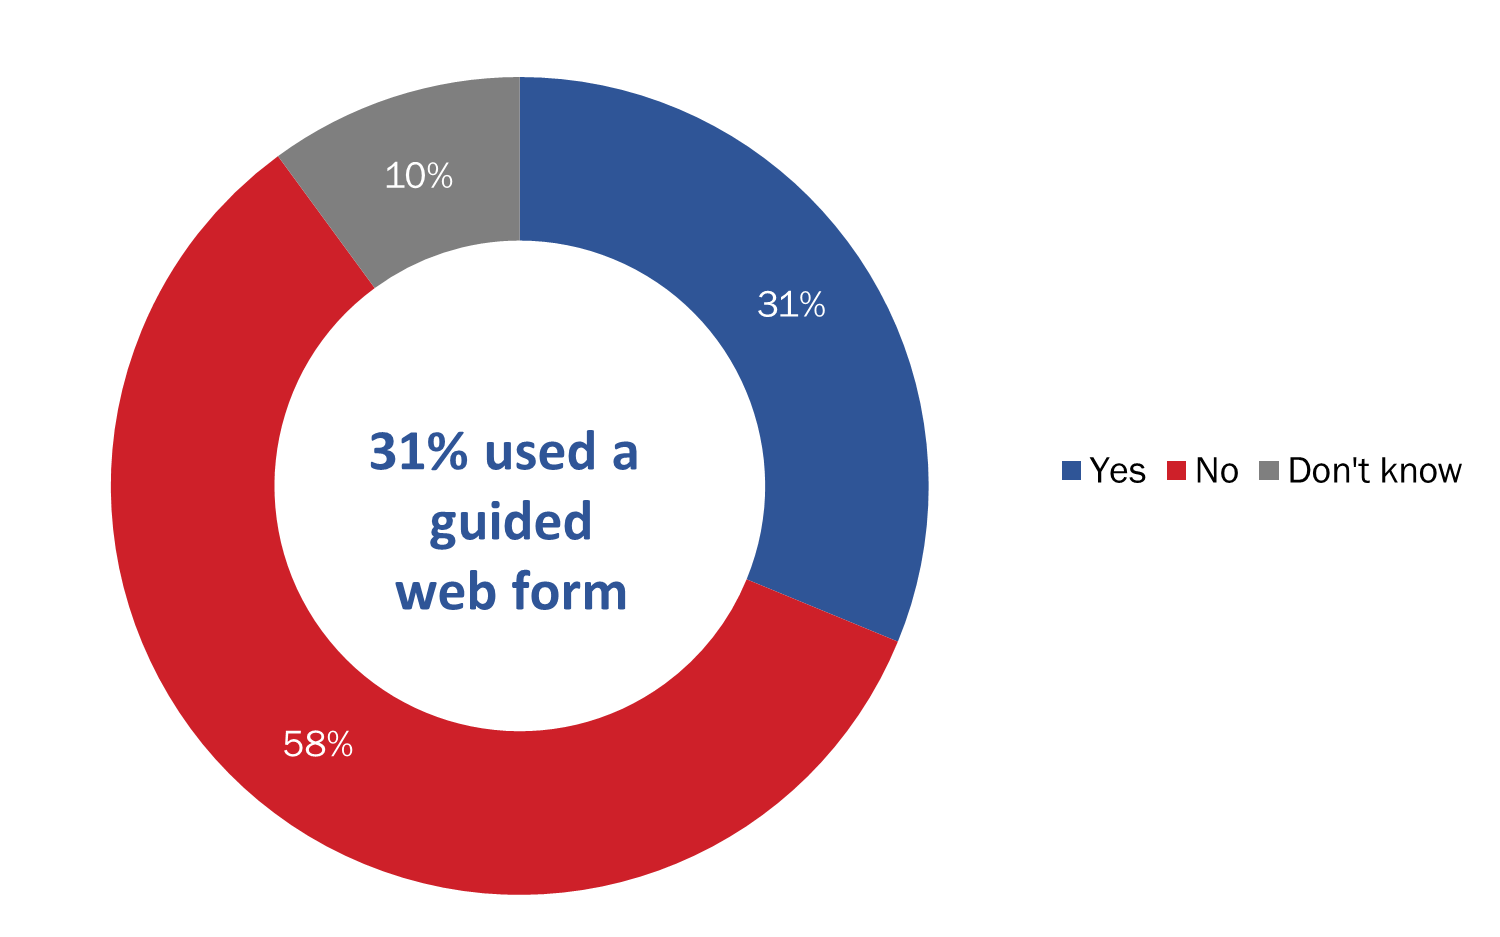 10%
31%
31% used a
guided
web form
58%
Yes No Don't know